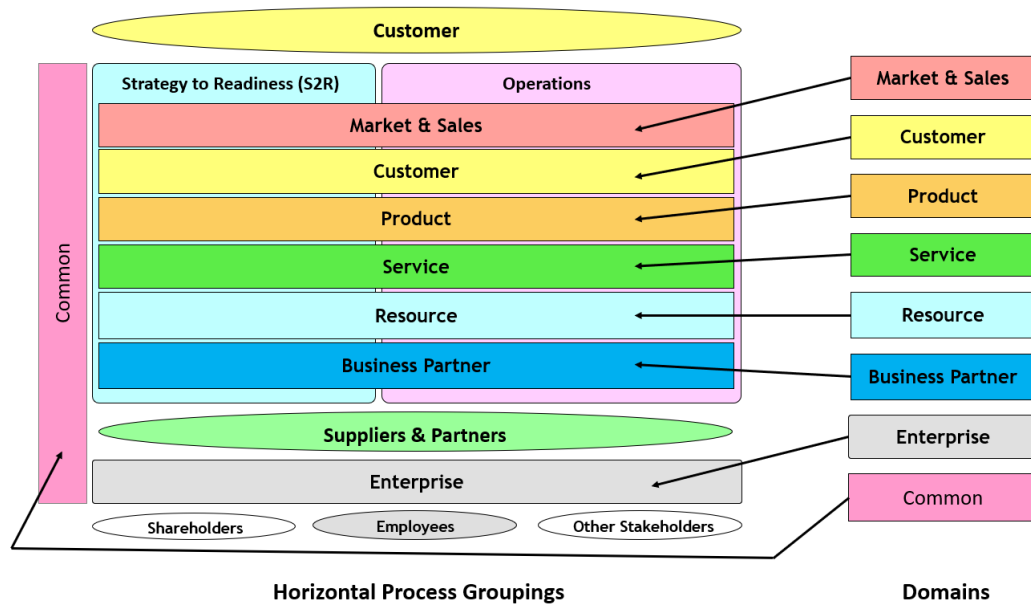 Customer
Strategy to Readiness (S2R)
Operations
Market & Sales
Customer
Product
Service
Resource
Business Partner
Common
Suppliers & Partners
Enterprise
Shareholders
Employees
Other Stakeholders
Horizontal Process Groupings
Market & Sales
Customer
Product
Service
Resource
Business Partner
Enterprise
Common
Domains